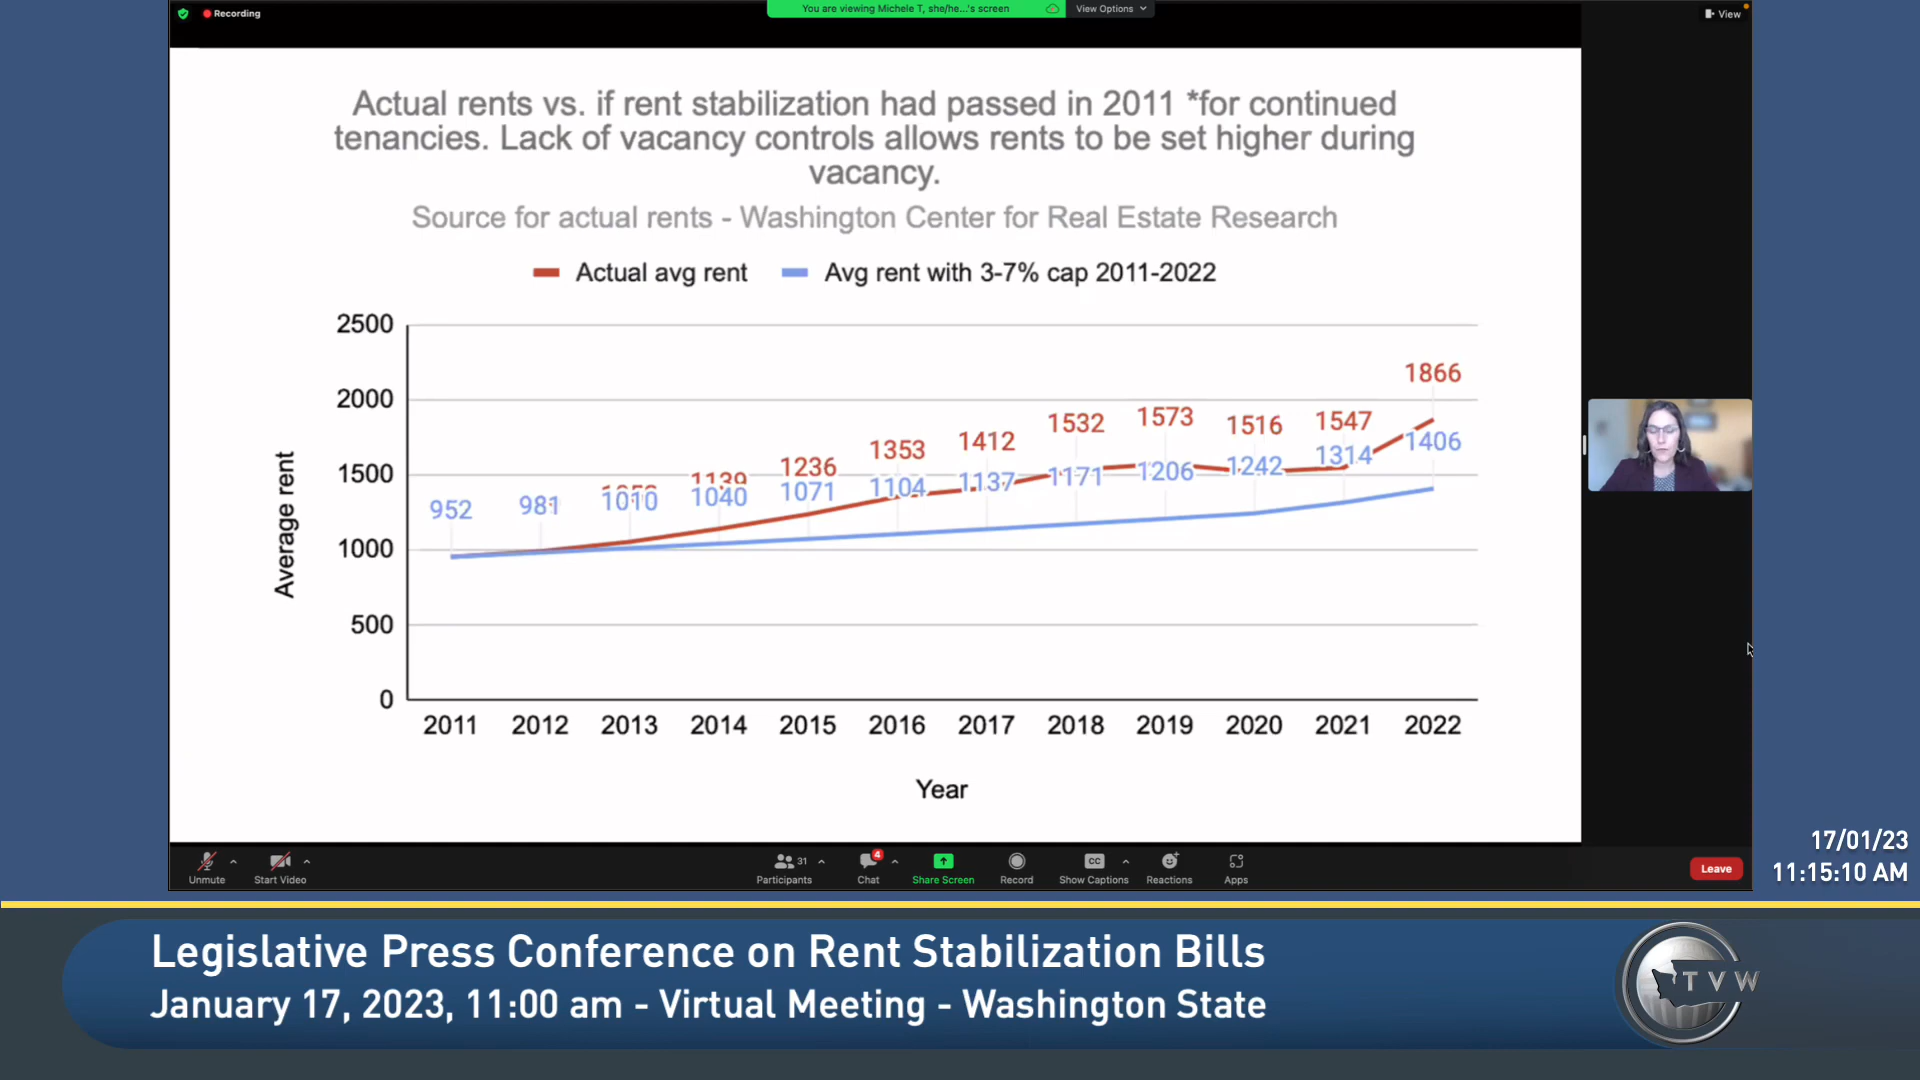 Recording
You are viewing Michele T, she/he...'s screen
View Options
View
Actual rents vs. if rent stabilization had passed in 2011 *for continued
tenancies. Lack of vacancy controls allows rents to be set higher during
vacancy.
Source for actual rents - Washington Center for Real Estate Research
Actual avg rent
Avg rent with 3-7% cap 2011-2022
2500
2000
1500
1000
500
0
Average rent
1139 1236 1353 1412 1532 1573 1516 1547 1866
952 981 1010 1040 1071 1104 1137 1171 1206 1242 1314 1406
2011 2012 2013 2014 2015 2016 2017 2018 2019 2020 2021 2022
Year
Unmute
Start Video
31
Participants
4
Chat
Share Screen
Record
CC
Show Captions
Reactions
Apps
Leave
17/01/23
11:15:10 AM
Legislative Press Conference on Rent Stabilization Bills
January 17, 2023, 11:00 am - Virtual Meeting - Washington State
TVW